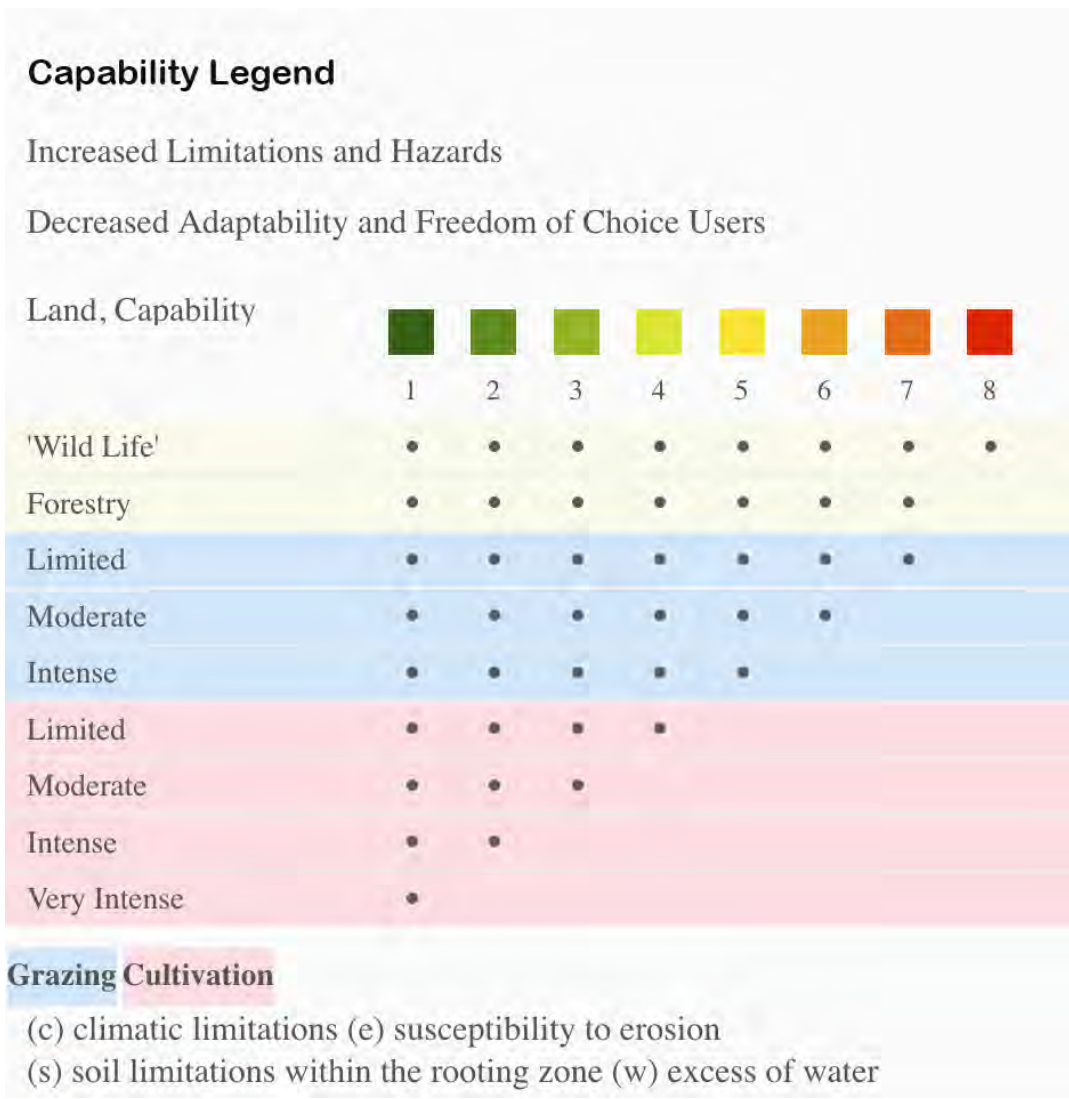 Capability Legend
Increased Limitations and Hazards
Decreased Adaptability and Freedom of Choice Users
Land, Capability
1 2 3 4 5 6 7 8
'Wild Life'
Forestry
Limited
Moderate
Intense
Limited
Moderate
Intense
Very Intense
Grazing Cultivation
(c) climatic limitations (e) susceptibility to erosion
(s) soil limitations within the rooting zone (w) excess of water